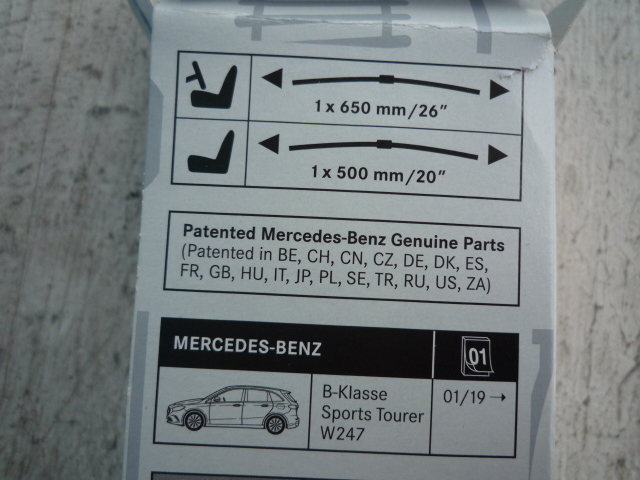 1 x 650 mm/26"
1 x 500 mm/20"
Patented Mercedes-Benz Genuine Parts
(Patented in BE, CH, CN, CZ, DE, DK, ES,
FR, GB, HU, IT, JP, PL, SE, TR, RU, US, ZA)
MERCEDES-BENZ 01
B-Klasse 01/19 →
Sports Tourer
W247